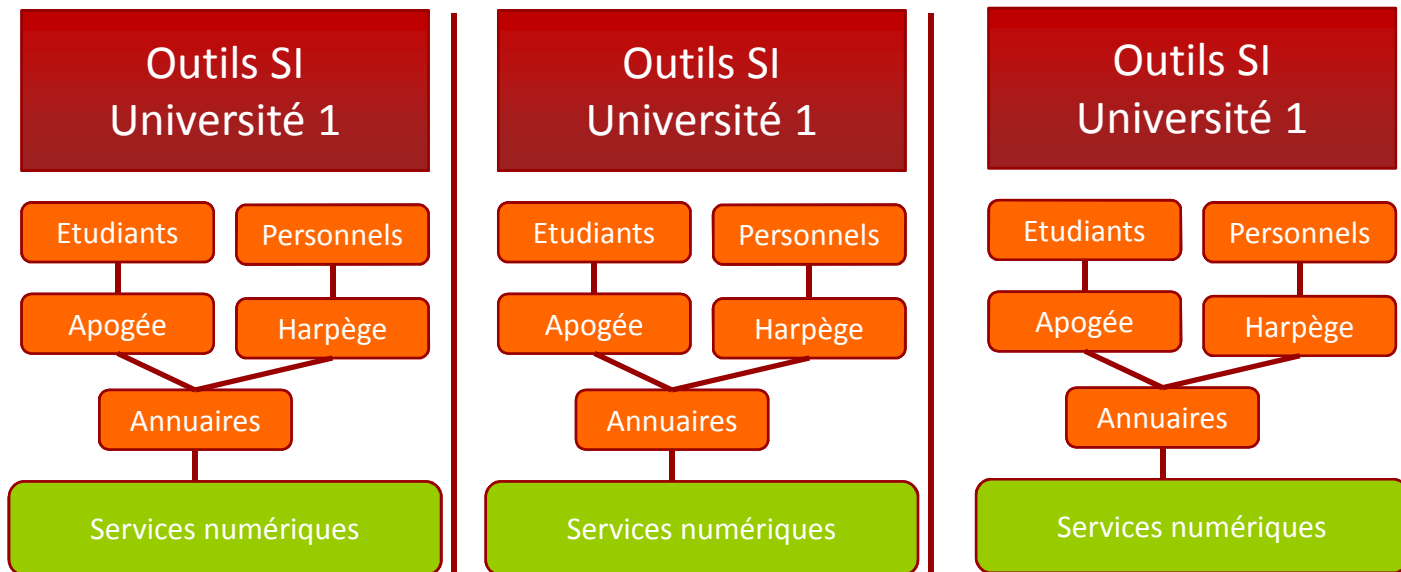 Outils SI
Université 1
Etudiants
Personnels
Apogée
Harpège
Annuaires
Services numériques
Outils SI
Université 1
Etudiants
Personnels
Apogée
Harpège
Annuaires
Services numériques
Outils SI
Université 1
Etudiants
Personnels
Apogée
Harpège
Annuaires
Services numériques